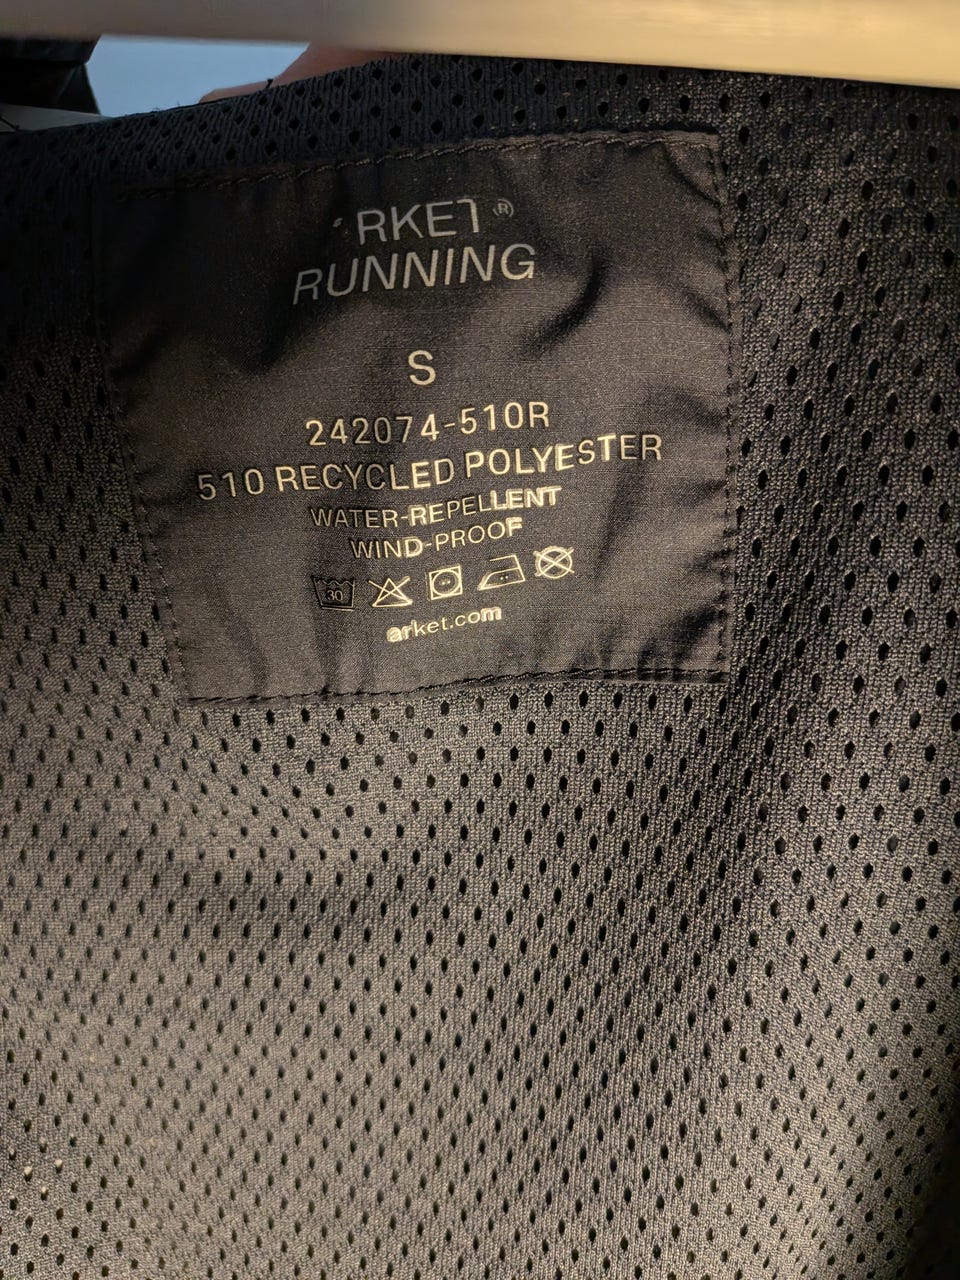 ARKET®
RUNNING
S
242074-510R
510 RECYCLED POLYESTER
WATER-REPELLENT
WIND-PROOF
30
arket.com